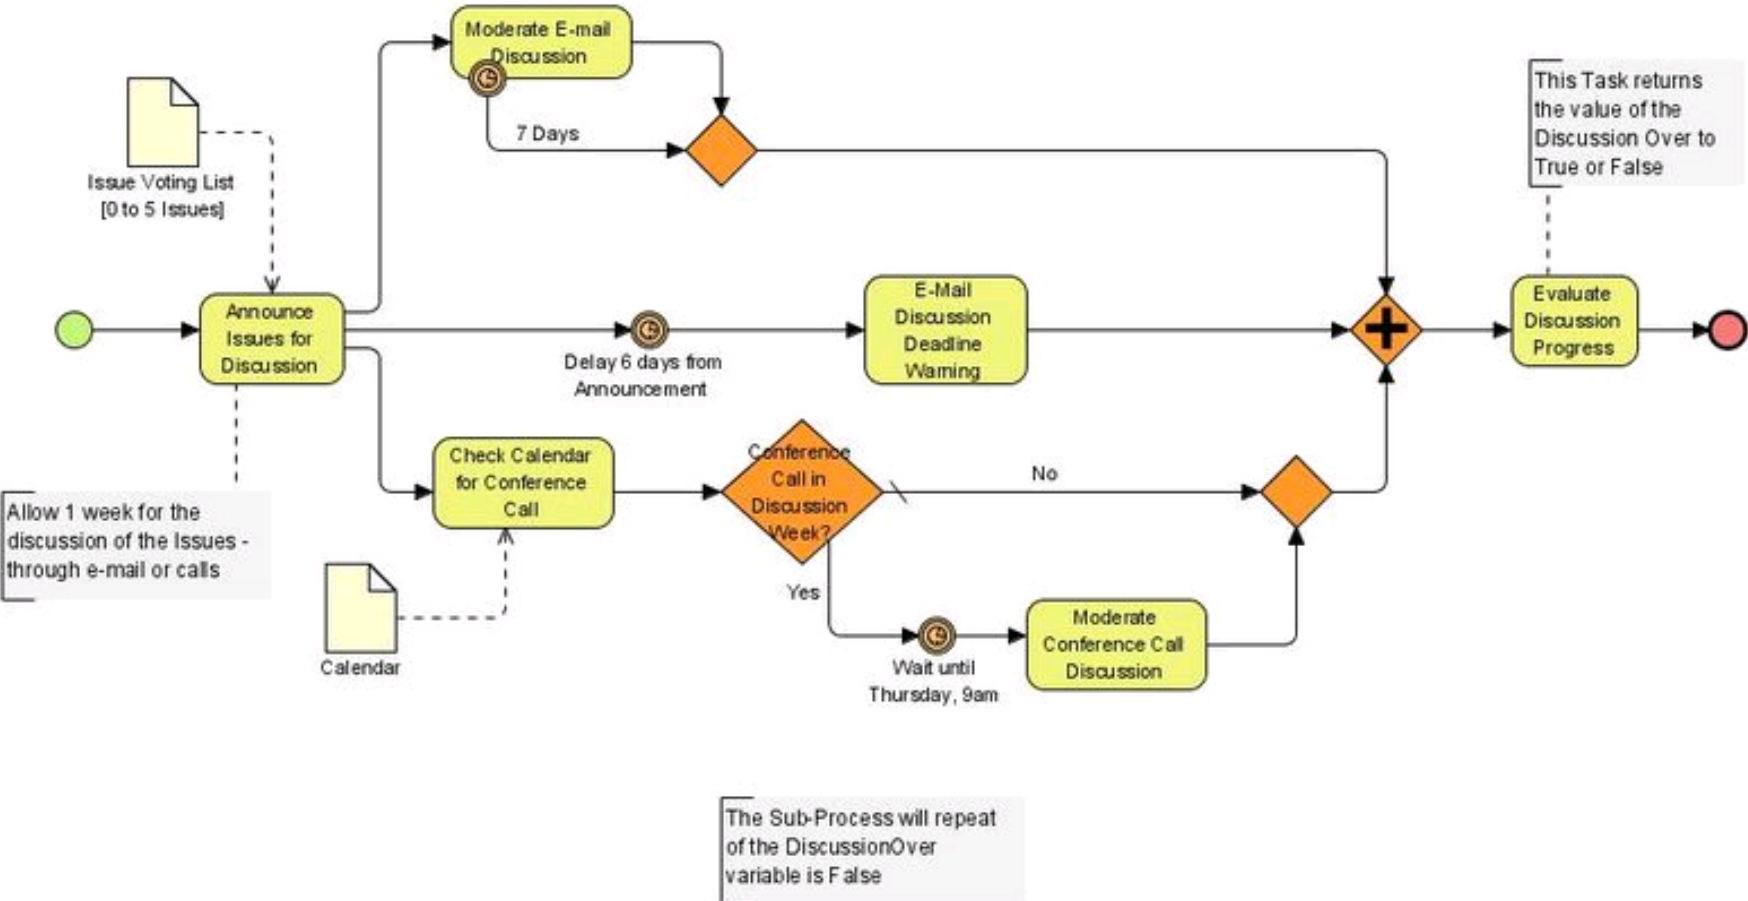 Moderate E-mail
Discussion
7 Days
This Task returns
the value of the
Discussion Over to
True or False
Issue Voting List
[0 to 5 Issues]
Announce
Issues for
Discussion
Delay 6 days from
Announcement
E-Mail
Discussion
Deadline
Warning
Evaluate
Discussion
Progress
Allow 1 week for the
discussion of the Issues -
through e-mail or calls
Check Calendar
for Conference
Call
Conference
Call in
Discussion
Week?
No
Yes
Calendar
Wait until
Thursday, 9am
Moderate
Conference Call
Discussion
The Sub-Process will repeat
of the DiscussionOver
variable is False